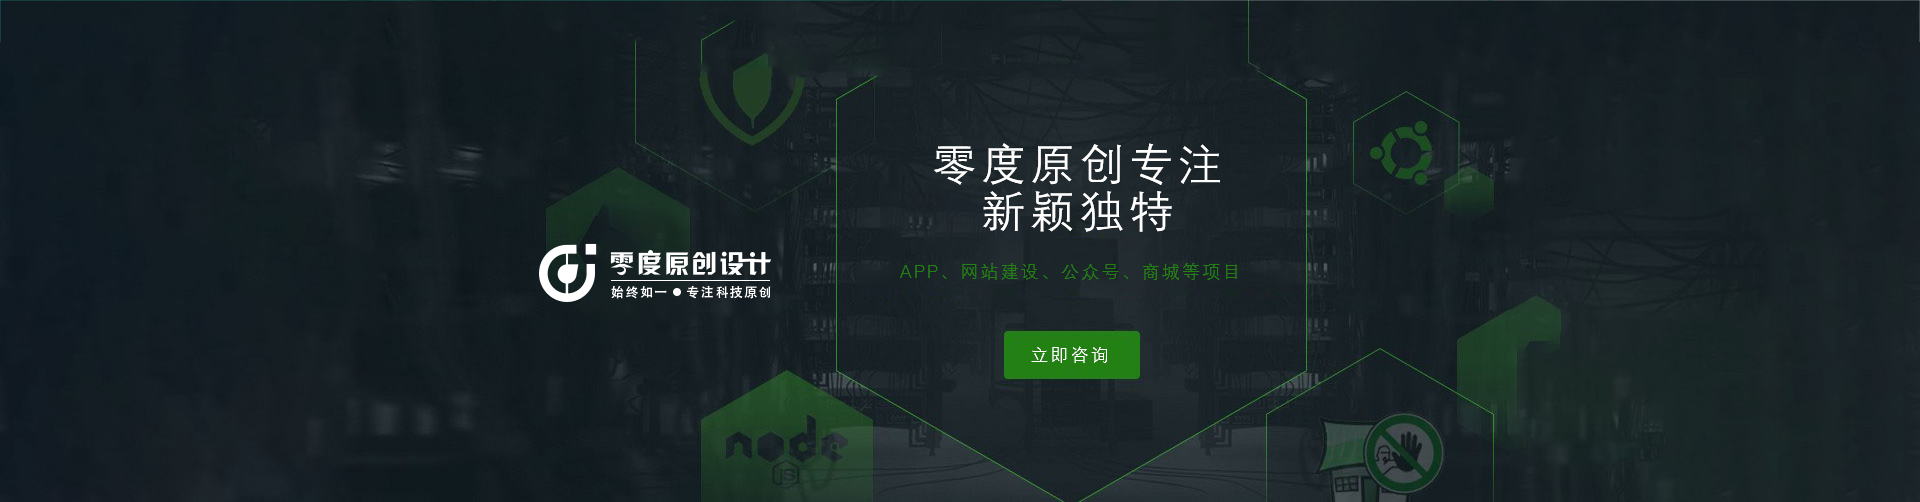 零度原创专注
新颖独特
APP、网站建设、公众号、商城等项目
立即咨询
零度原创设计
始终如一●专注科技原创
node
JS